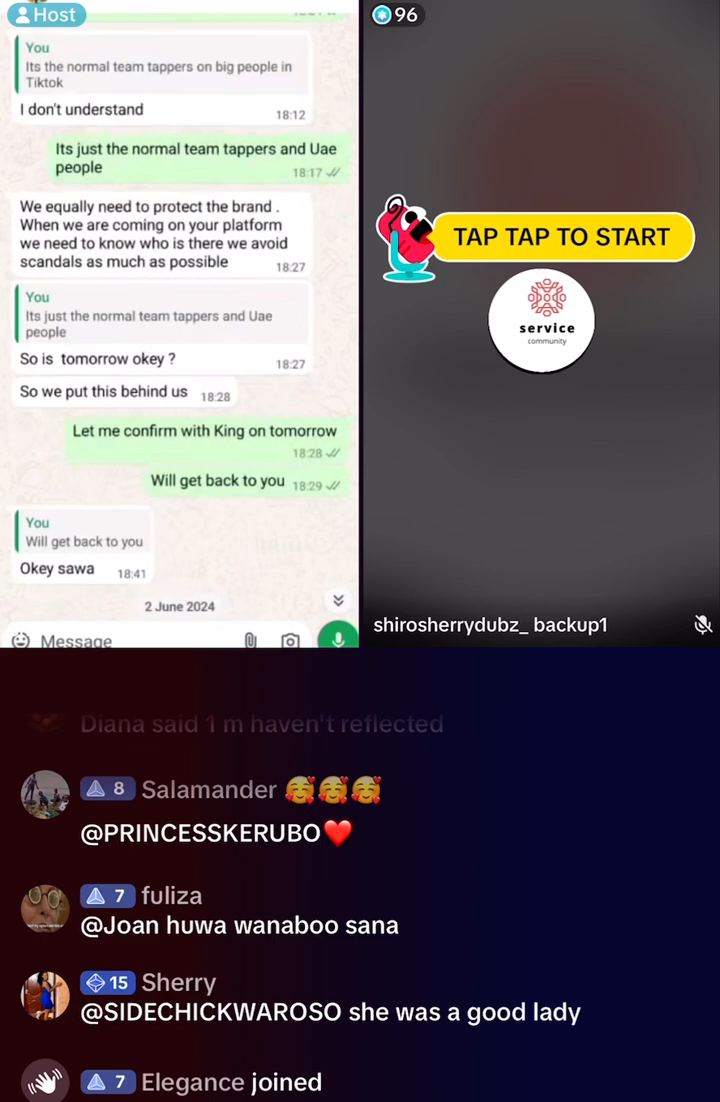 Host
You
Its the normal team tappers on big people in
Tiktok
I don't understand
18:12
Its just the normal team tappers and Uae
people
18:17
We equally need to protect the brand .
When we are coming on your platform
we need to know who is there we avoid
scandals as much as possible
18:27
You
Its just the normal team tappers and Uae
people
So is tomorrow okey ?
18:27
So we put this behind us 18:28
Let me confirm with King on tomorrow
18:28
Will get back to you 18:29
You
Will get back to you
Okey sawa 18:41
2 June 2024
Message
96
TAP TAP TO START
service
community
shirosherrydubz_ backup1
Diana said 1 m haven't reflected
8 Salamander 🥰🥰🥰
@PRINCESSKERUBO❤️
7 fuliza
@Joan huwa wanaboo sana
15 Sherry
@SIDECHICKWAROSO she was a good lady
7 Elegance joined